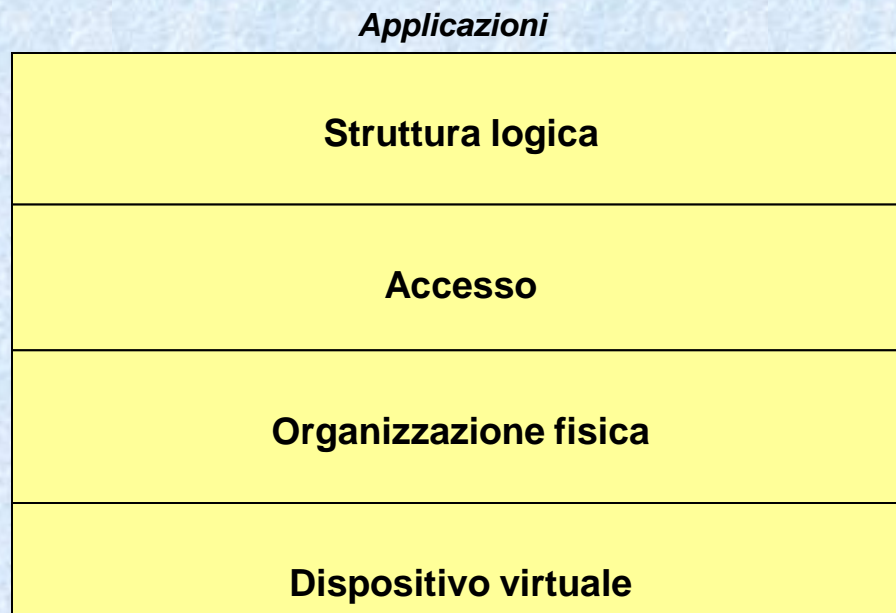 Applicazioni
Struttura logica
Accesso
Organizzazione fisica
Dispositivo virtuale